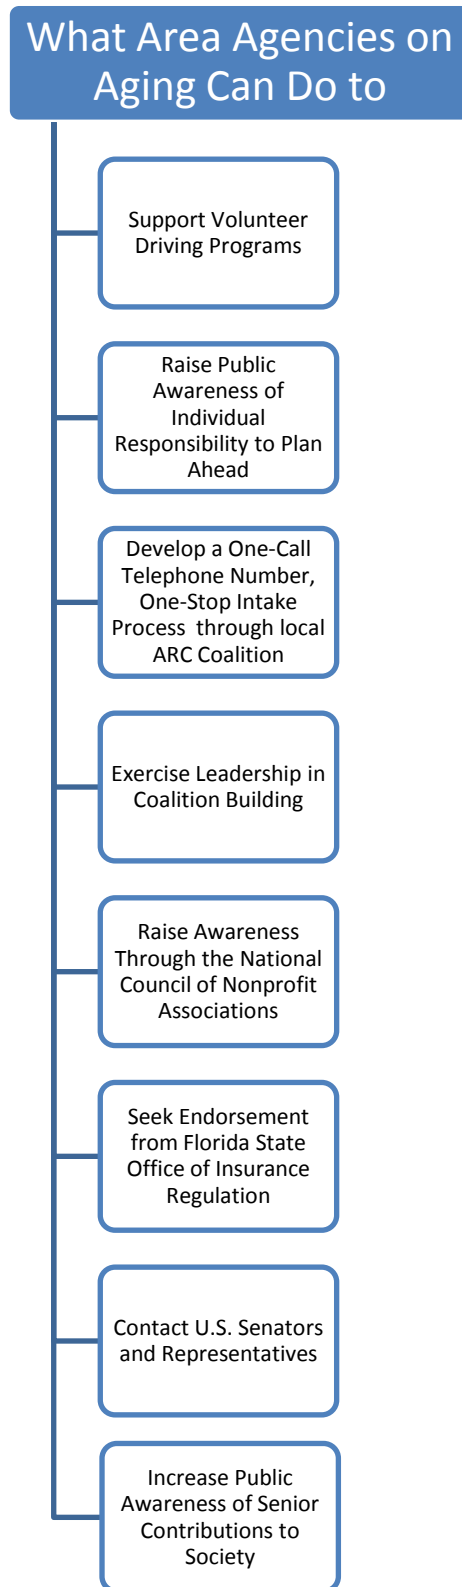 What Area Agencies on
Aging Can Do to
Support Volunteer
Driving Programs
Raise Public
Awareness of
Individual
Responsibility to Plan
Ahead
Develop a One-Call
Telephone Number,
One-Stop Intake
Process through local
ARC Coalition
Exercise Leadership in
Coalition Building
Raise Awareness
Through the National
Council of Nonprofit
Associations
Seek Endorsement
from Florida State
Office of Insurance
Regulation
Contact U.S. Senators
and Representatives
Increase Public
Awareness of Senior
Contributions to
Society